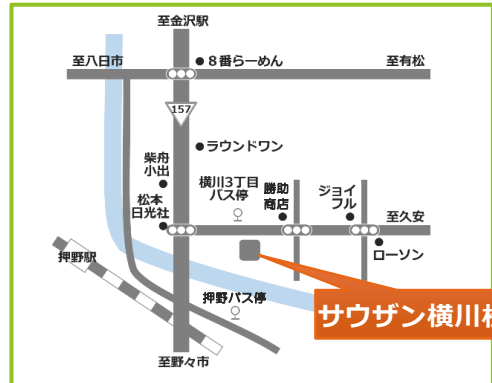 至金沢駅
至八日市
８番らーめん
至有松
157
ラウンドワン
柴舟
小出
横川3丁目
バス停
勝助
商店
ジョイ
フル
松本
日光社
至久安
ローソン
押野駅
押野バス停
サウザン横川
至野々市